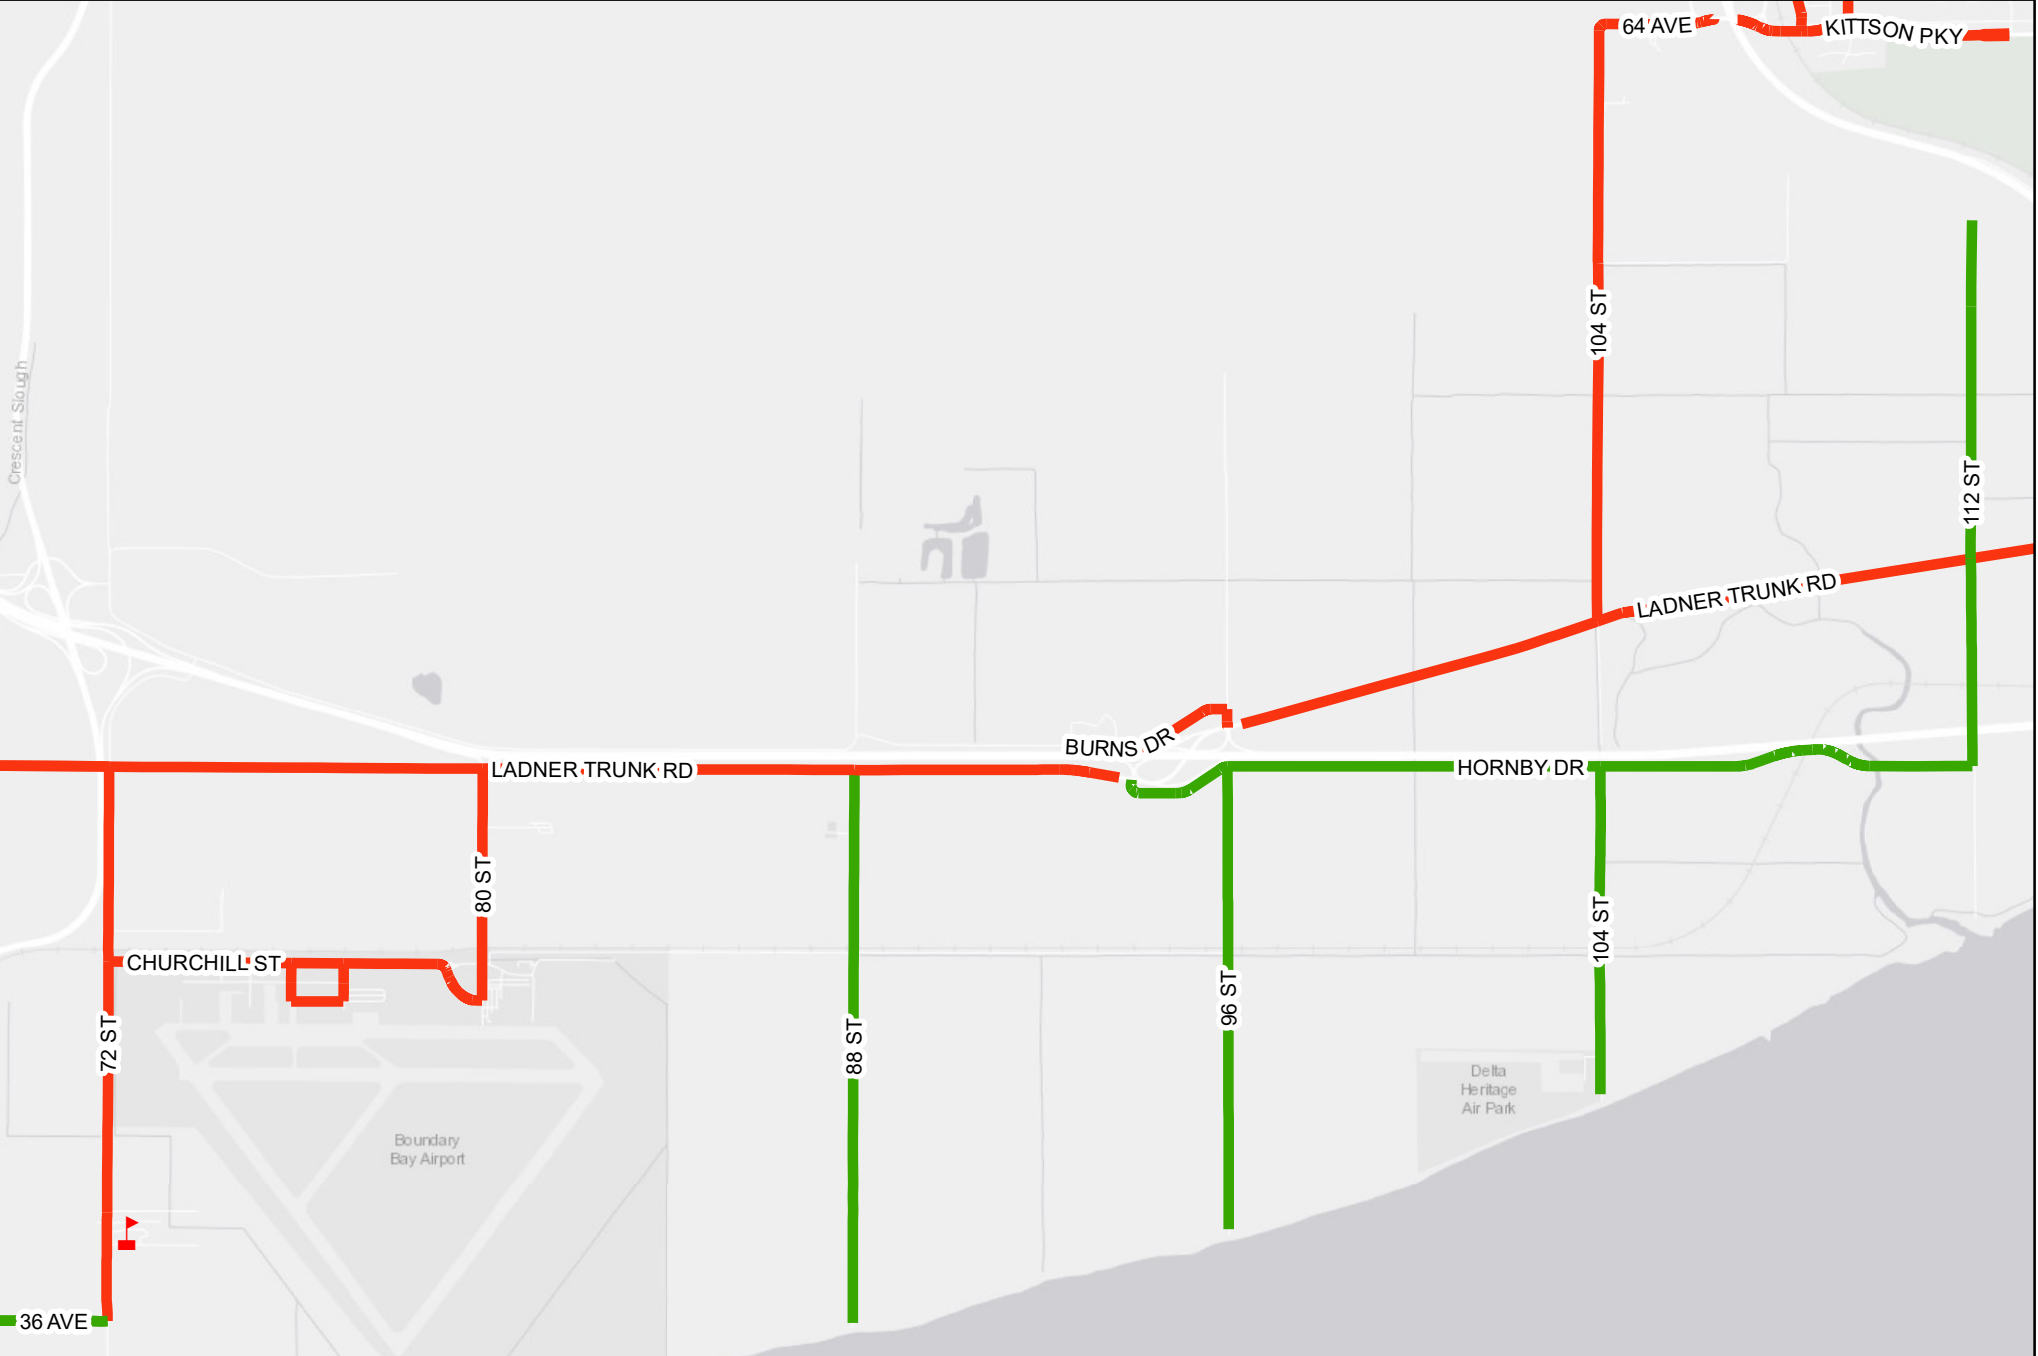 64 AVE
KITTSON PKY
104 ST
Crescent Slough
112 ST
LADNER TRUNK RD
BURNS DR
LADNER TRUNK RD
HORNBY DR
80 ST
104 ST
CHURCHILL ST
96 ST
72 ST
88 ST
Delta
Heritage
Air Park
Boundary
Bay Airport
36 AVE